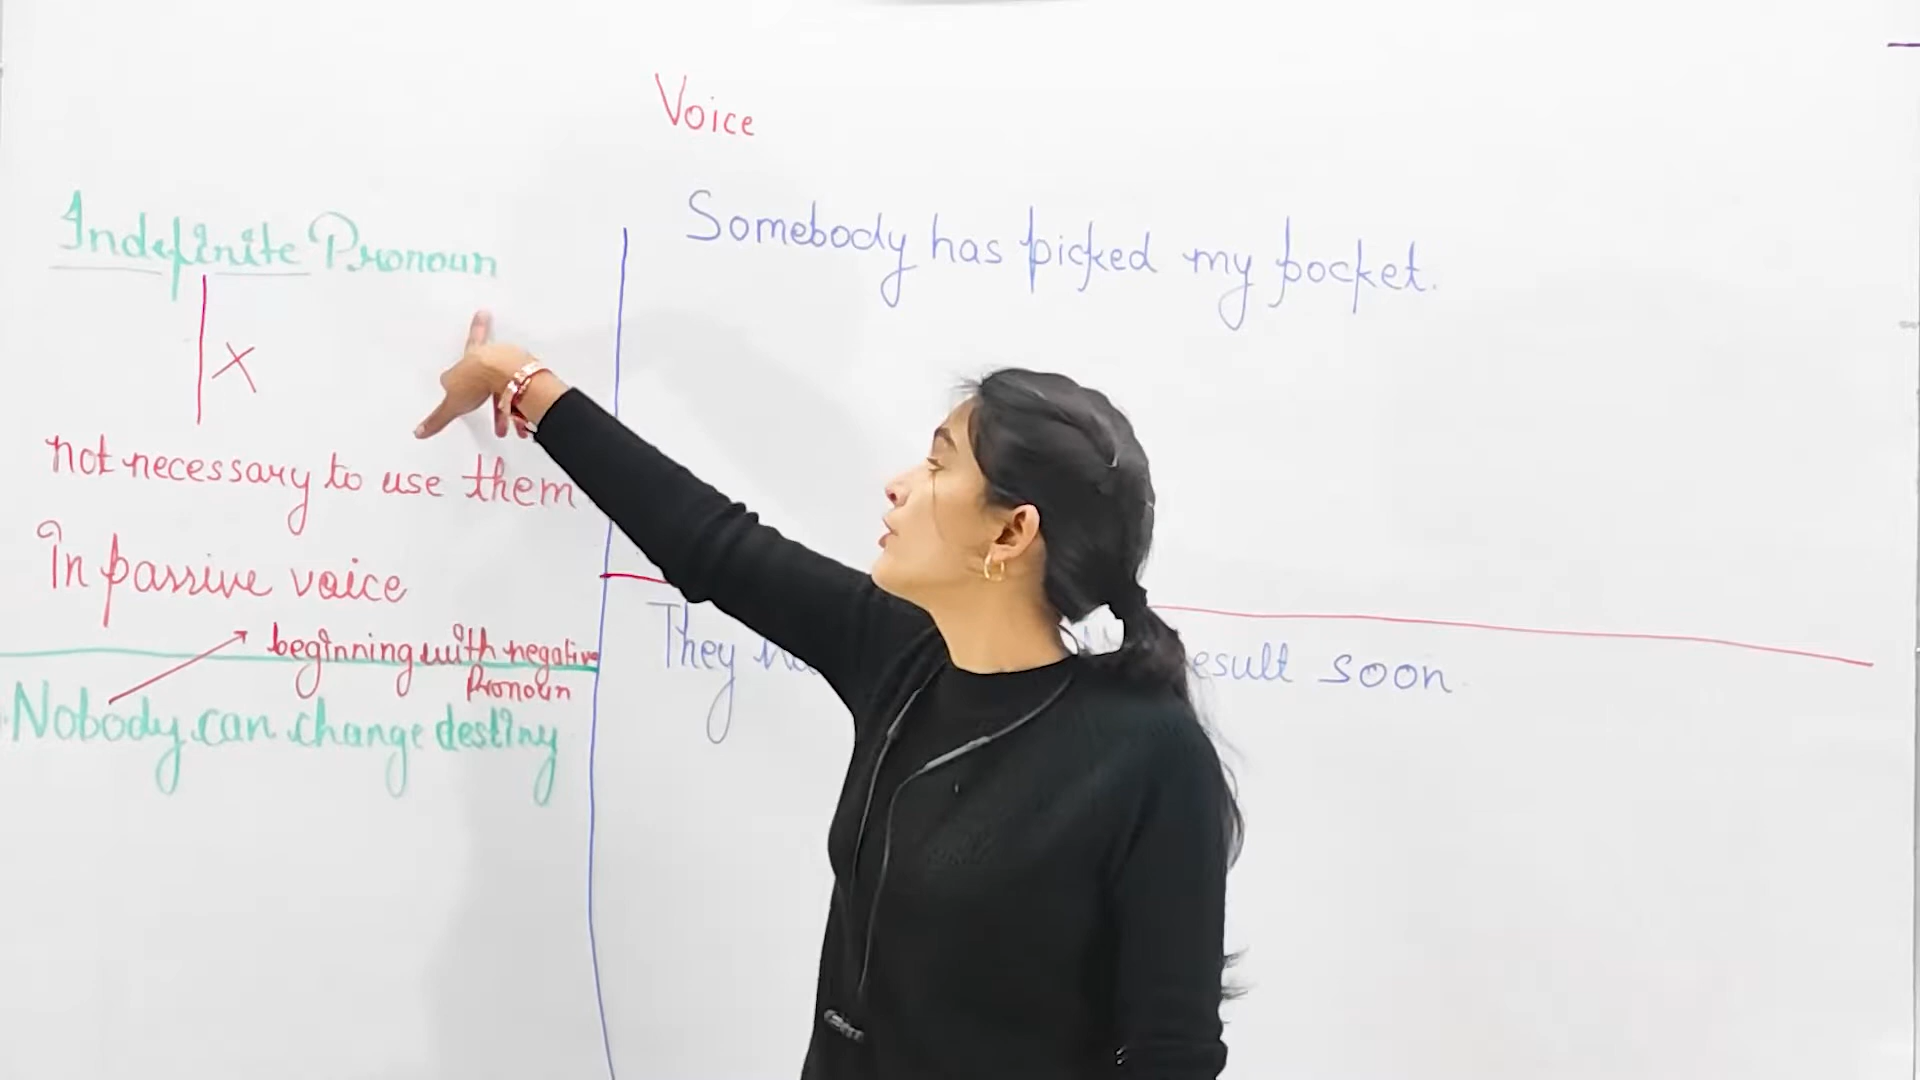 Voice
Indefinite Pronoun
X
not necessary to use them
In passive voice
beginning with negative
Pronoun
Nobody can change destiny
Somebody has picked my pocket.
They
soon